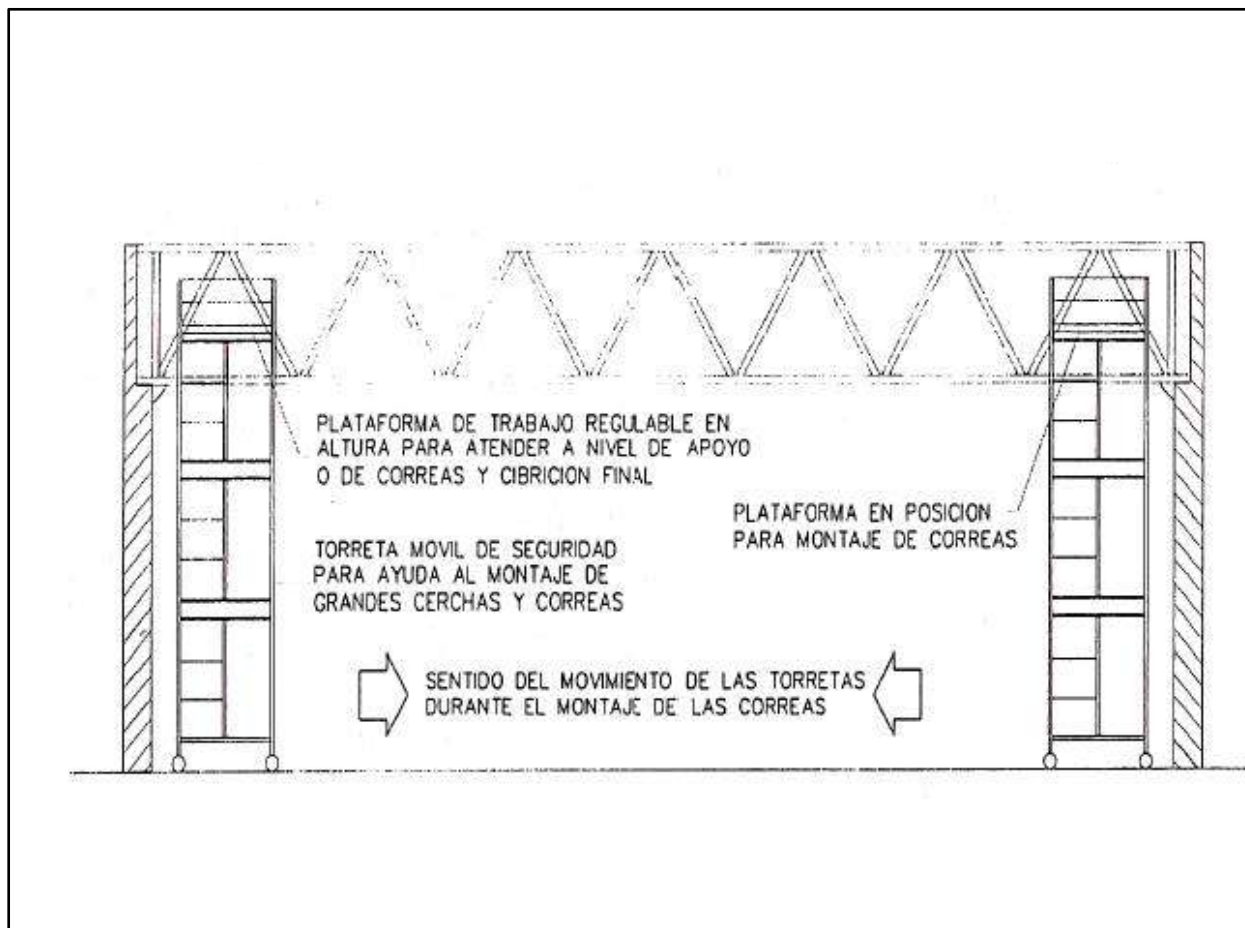 PLATAFORMA DE TRABAJO REGULABLE EN
ALTURA PARA ATENDER A NIVEL DE APOYO
O DE CORREAS Y CIBRICION FINAL
PLATAFORMA EN POSICION
PARA MONTAJE DE CORREAS
TORRETA MOVIL DE SEGURIDAD
PARA AYUDA AL MONTAJE DE
GRANDES CERCHAS Y CORREAS
SENTIDO DEL MOVIMIENTO DE LAS TORRETAS
DURANTE EL MONTAJE DE LAS CORREAS